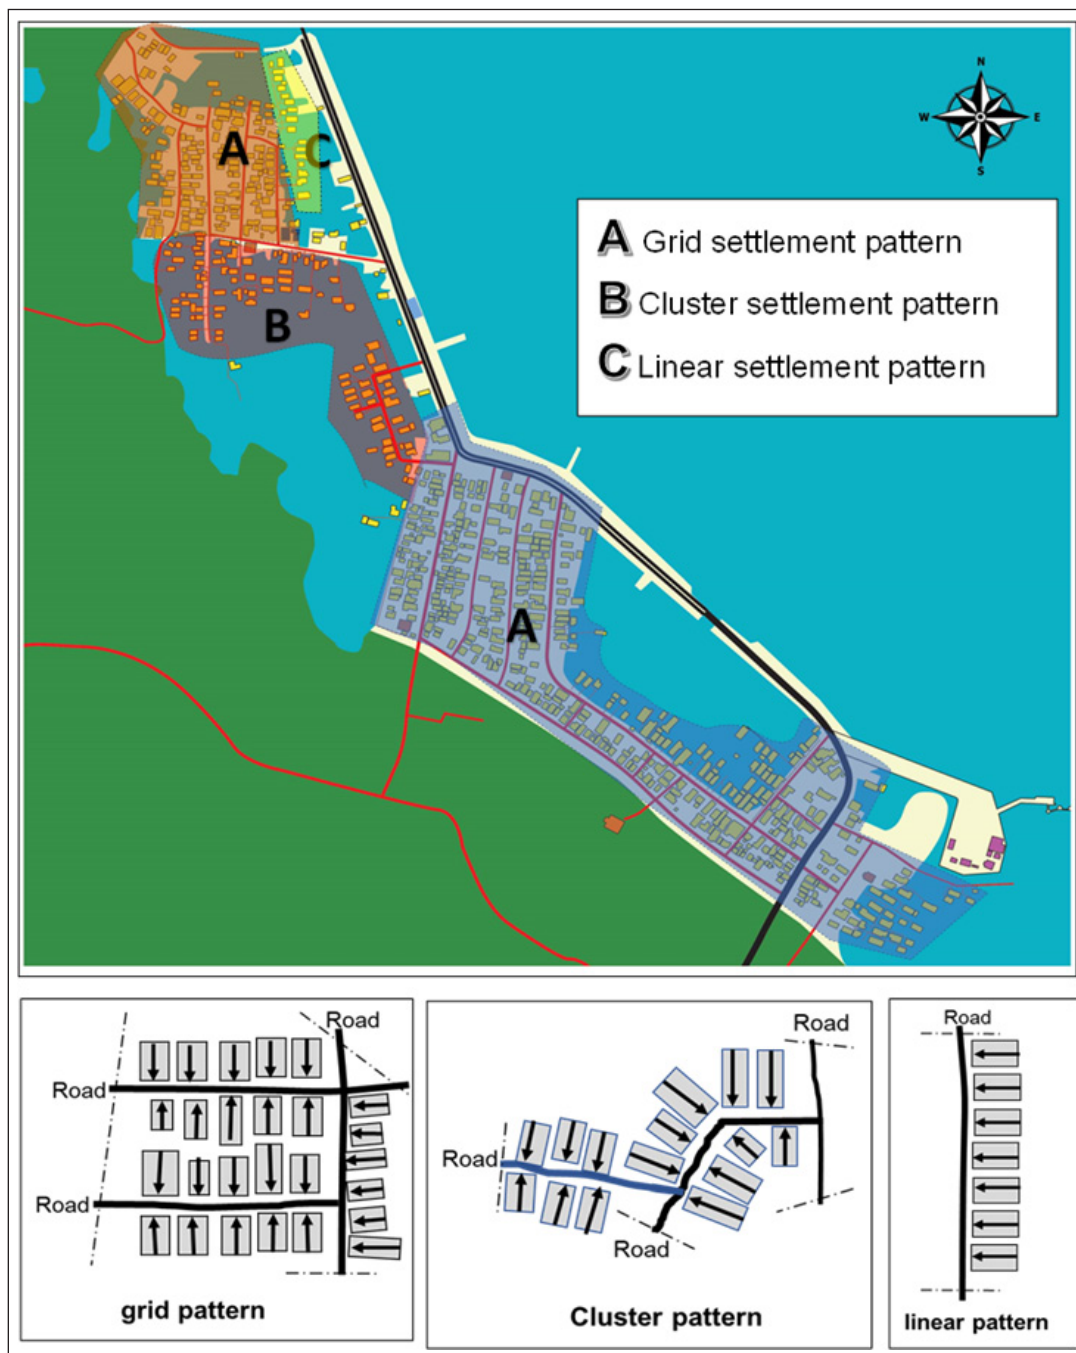 N
W E
S
A
C
B
A
A Grid settlement pattern
B Cluster settlement pattern
C Linear settlement pattern
Road
Road
Road
grid pattern
Road
Road
Road
Cluster pattern
Road
linear pattern